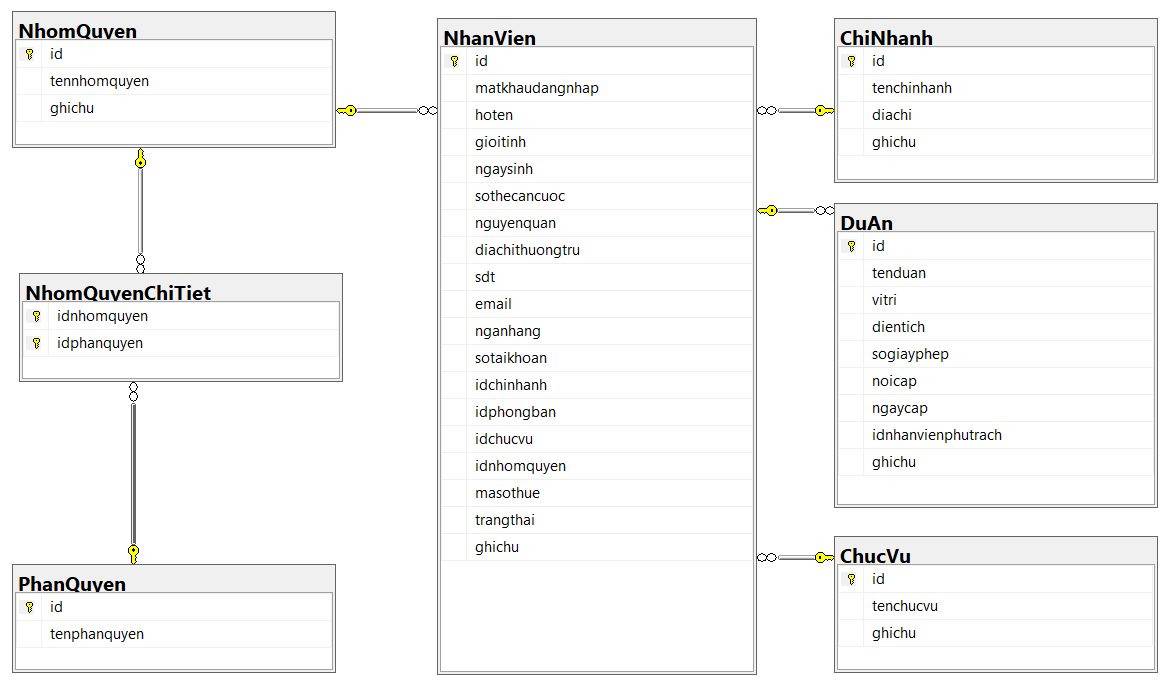 NhomQuyen
id
tennhomquyen
ghichu
NhomQuyenChiTiet
idnhomquyen
idphanquyen
PhanQuyen
id
tenphanquyen
NhanVien
id
matkhaudangnhap
hoten
gioitinh
ngaysinh
sothecancuoc
nguyenquan
diachithuongtru
sdt
email
nganhang
sotaikhoan
idchinhanh
idphongban
idchucvu
idnhomquyen
masothue
trangthai
ghichu
ChiNhanh
id
tenchinhanh
diachi
ghichu
DuAn
id
tenduan
vitri
dientich
sogiayphep
noicap
ngaycap
idnhanvienphutrach
ghichu
ChucVu
id
tenchucvu
ghichu